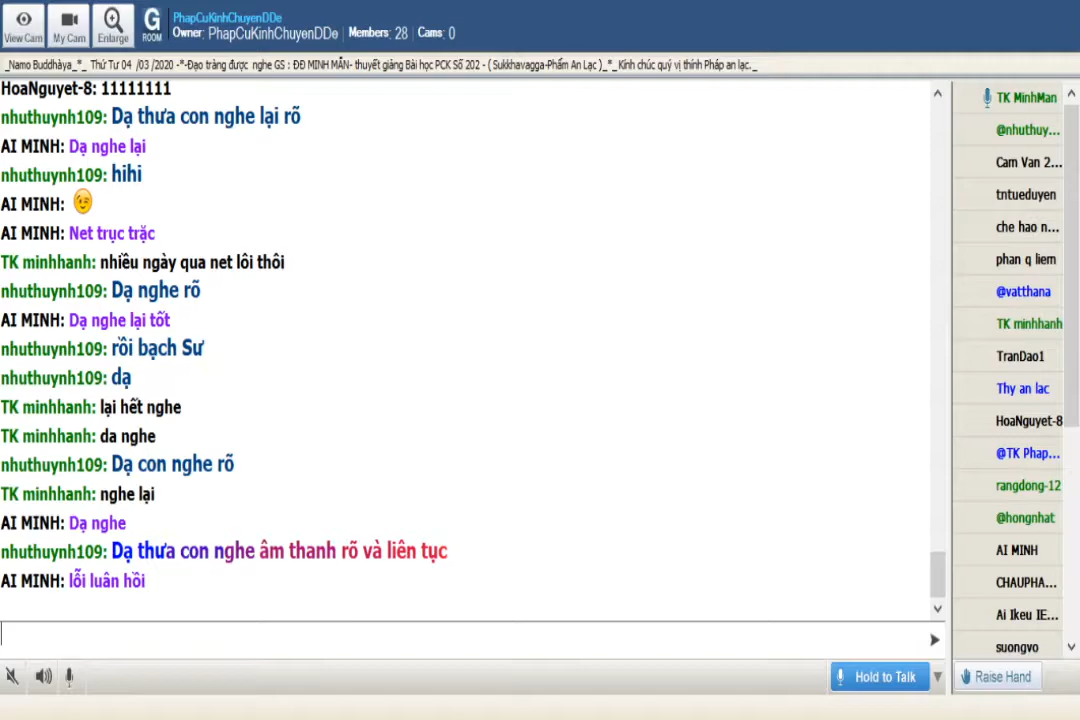 View Cam
My Cam
Enlarge
G
ROOM
PhapCuKinhChuyenDDe
Owner: PhapCuKinhChuyenDDe | Members: 28 | Cams: 0
_Namo Buddhàya_*_ Thứ Tư 04 /03 /2020 -*-Đạo tràng được nghe GS : ĐĐ MINH MẪN- thuyết giảng Bài học PCK Số 202 - ( Sukkhavagga-Phẩm An Lạc )_*_Kính chúc quý vị thính Pháp an lạc._
HoaNguyet-8: 11111111
nhuthuynh109: Dạ thưa con nghe lại rõ
AI MINH: Dạ nghe lại
nhuthuynh109: hihi
AI MINH:
AI MINH: Net trục trặc
TK minhhanh: nhiều ngày qua net lôi thôi
nhuthuynh109: Dạ nghe rõ
AI MINH: Dạ nghe lại tốt
nhuthuynh109: rồi bạch Sư
nhuthuynh109: dạ
TK minhhanh: lại hết nghe
TK minhhanh: da nghe
nhuthuynh109: Dạ con nghe rõ
TK minhhanh: nghe lại
AI MINH: Dạ nghe
nhuthuynh109: Dạ thưa con nghe âm thanh rõ và liên tục
AI MINH: lỗi luân hồi
TK MinhMan
@nhuthuy...
Cam Van 2...
tntueduyen
che hao n...
phan q liem
@vatthana
TK minhhanh
TranDao1
Thy an lac
HoaNguyet-8
@TK Phap...
rangdong-12
@hongnhat
AI MINH
CHAUPHA...
Ai Ikeu IE...
suongvo
Hold to Talk
Raise Hand